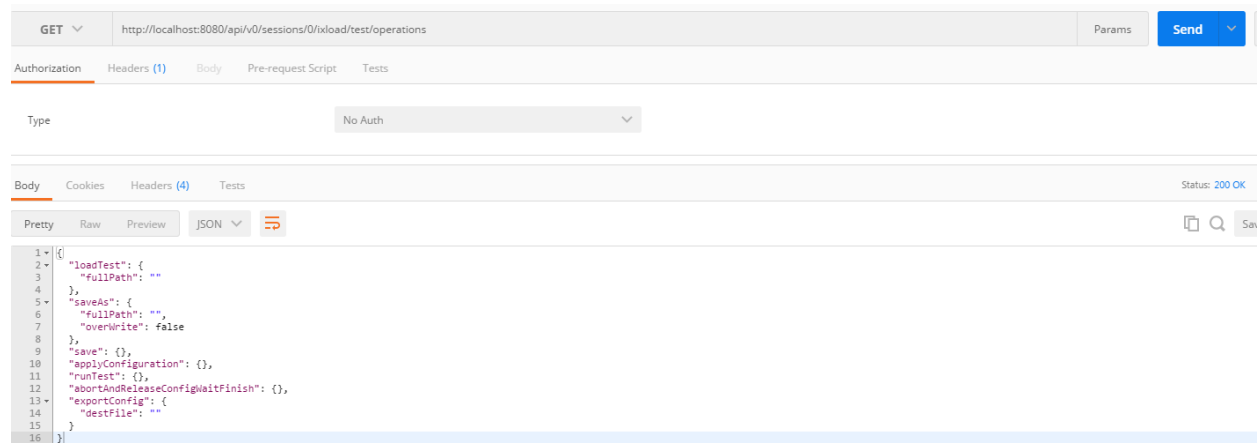 GET http://localhost:8080/api/v0/sessions/0/ixload/test/operations Params Send
Authorization Headers (1) Body Pre-request Script Tests
Type No Auth
Body Cookies Headers (4) Tests Status: 200 OK
Pretty Raw Preview JSON Sav
1 {
2 "loadTest": {
3 "fullPath": ""
4 },
5 "saveAs": {
6 "fullPath": "",
7 "overWrite": false
8 },
9 "save": {},
10 "applyConfiguration": {},
11 "runTest": {},
12 "abortAndReleaseConfigWaitFinish": {},
13 "exportConfig": {
14 "destFile": ""
15 }
16 }